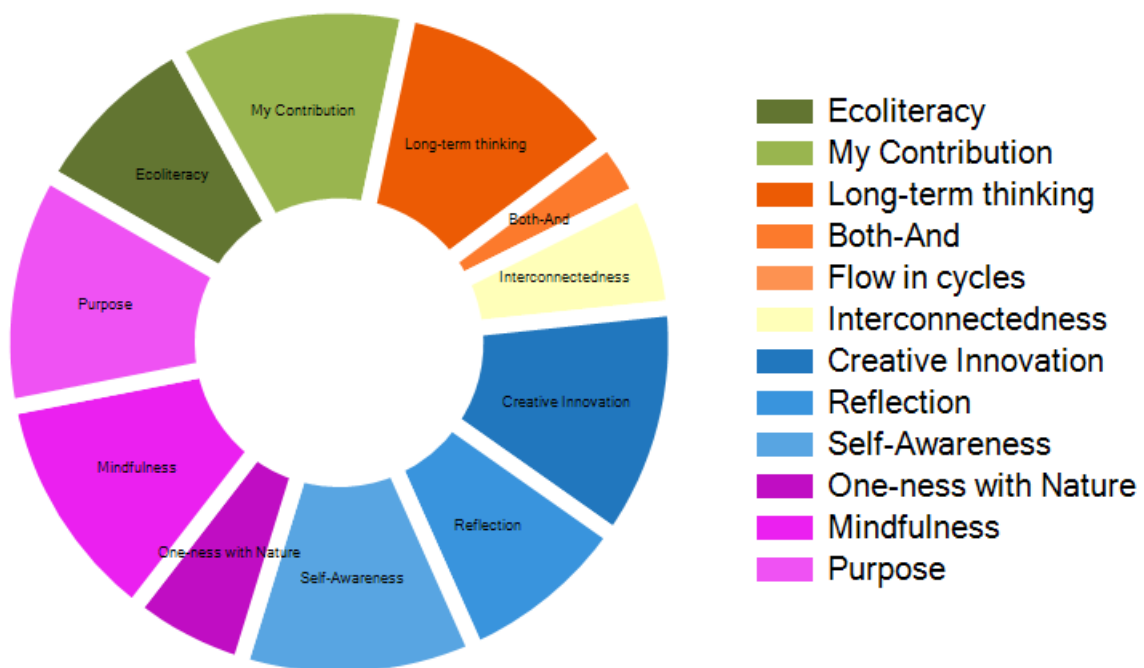 My Contribution
Long-term thinking
Ecoliteracy
Both-And
Interconnectedness
Purpose
Creative Innovation
Mindfulness
Reflection
One-ness with Nature
Self-Awareness
Ecoliteracy
My Contribution
Long-term thinking
Both-And
Flow in cycles
Interconnectedness
Creative Innovation
Reflection
Self-Awareness
One-ness with Nature
Mindfulness
Purpose